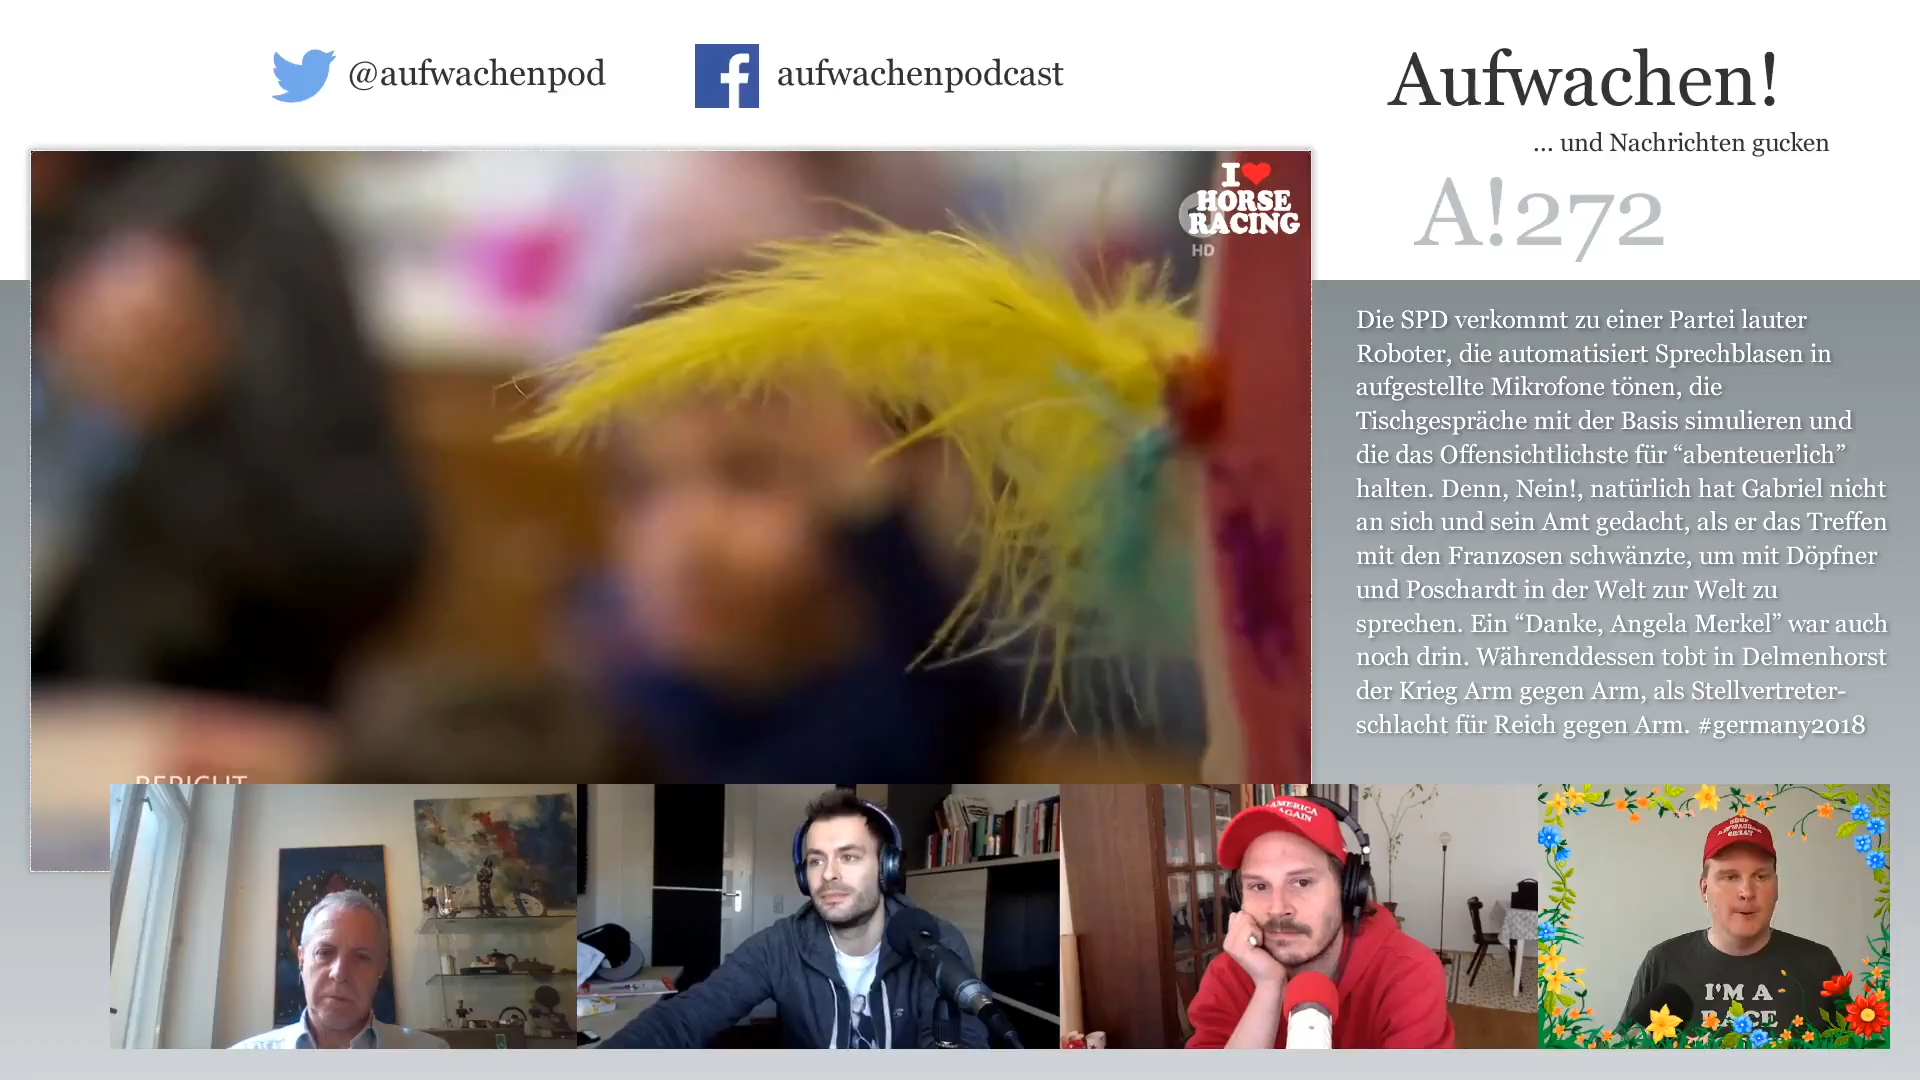 @aufwachenpod
aufwachenpodcast
Aufwachen!
... und Nachrichten gucken
A!272
I
HORSE
RACING
HD
Die SPD verkommt zu einer Partei lauter
Roboter, die automatisiert Sprechblasen in
aufgestellte Mikrofone tönen, die
Tischgespräche mit der Basis simulieren und
die das Offensichtlichste für “abenteuerlich”
halten. Denn, Nein!, natürlich hat Gabriel nicht
an sich und sein Amt gedacht, als er das Treffen
mit den Franzosen schwänzte, um mit Döpfner
und Poschardt in der Welt zur Welt zu
sprechen. Ein “Danke, Angela Merkel” war auch
noch drin. Währenddessen tobt in Delmenhorst
der Krieg Arm gegen Arm, als Stellvertreter-
schlacht für Reich gegen Arm. #germany2018
BERICHT
AMERICA
AGAIN
GREAT
I'M A
RACE